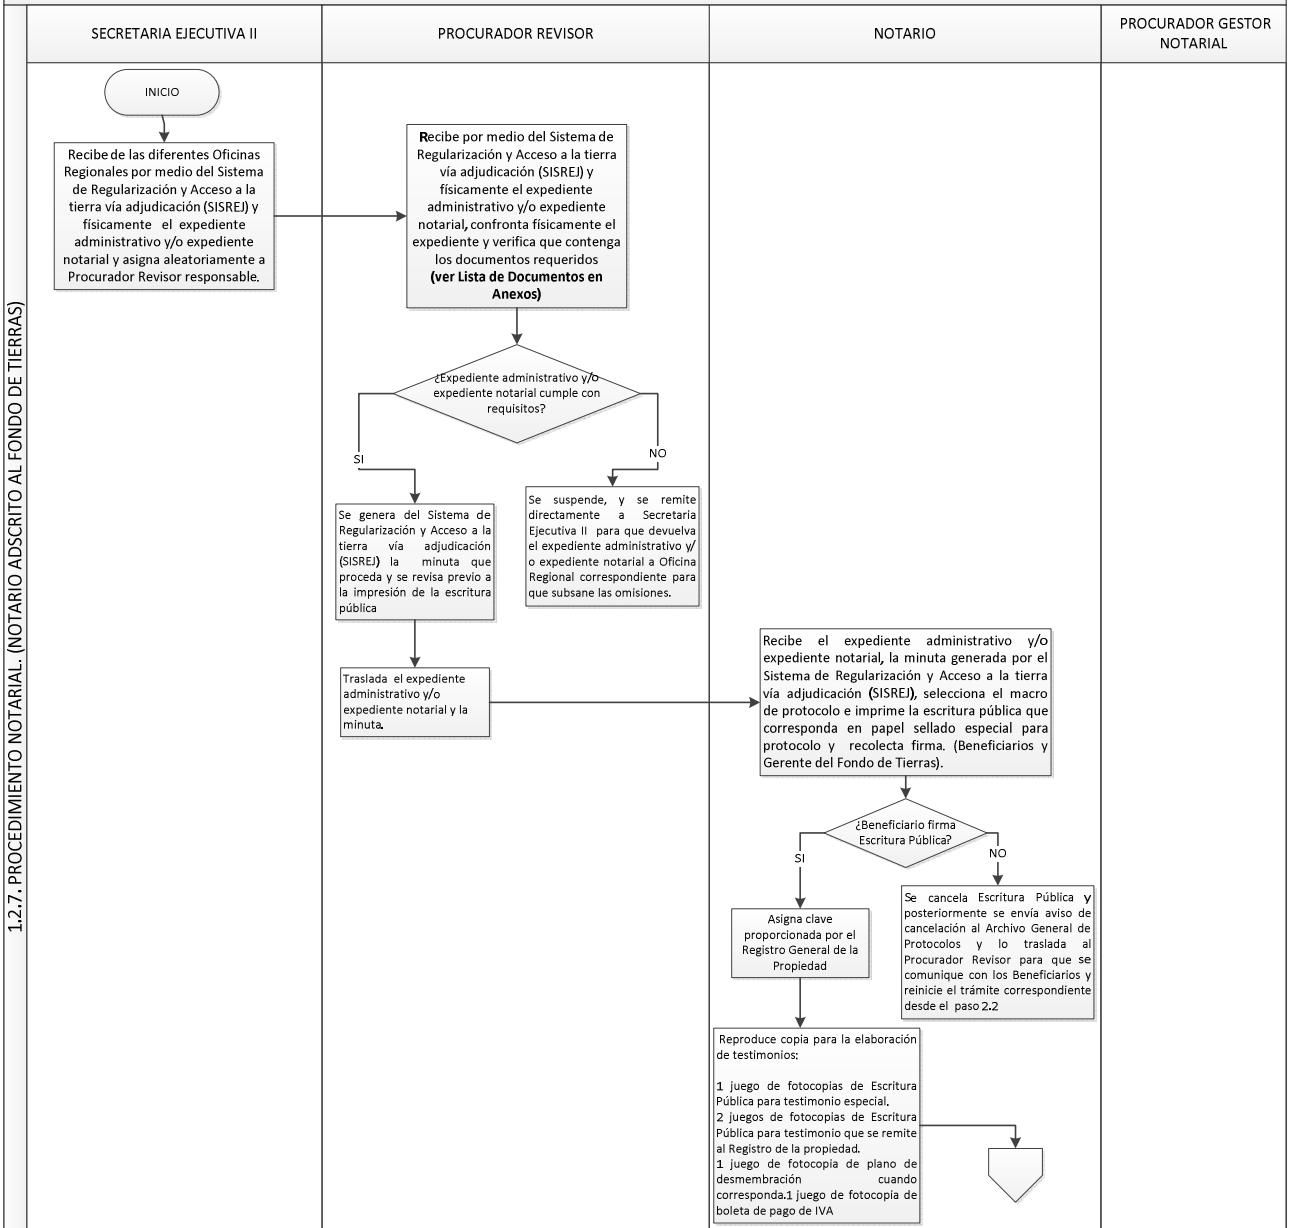 1.2.7. PROCEDIMIENTO NOTARIAL. (NOTARIO ADSCRITO AL FONDO DE TIERRAS)
SECRETARIA EJECUTIVA II
PROCURADOR REVISOR
NOTARIO
PROCURADOR GESTOR
NOTARIAL
INICIO
Recibe de las diferentes Oficinas
Regionales por medio del Sistema
de Regularización y Acceso a la
tierra vía adjudicación (SISREJ) y
físicamente el expediente
administrativo y/o expediente
notarial y asigna aleatoriamente a
Procurador Revisor responsable.
Recibe por medio del Sistema de
Regularización y Acceso a la tierra
vía adjudicación (SISREJ) y
físicamente el expediente
administrativo y/o expediente
notarial, confronta físicamente el
expediente y verifica que contenga
los documentos requeridos
(ver Lista de Documentos en
Anexos)
¿Expediente administrativo y/o
expediente notarial cumple con
requisitos?
SI
NO
Se genera del Sistema de
Regularización y Acceso a la
tierra vía adjudicación
(SISREJ) la minuta que
proceda y se revisa previo a
la impresión de la escritura
pública
Se suspende, y se remite
directamente a Secretaria
Ejecutiva II para que devuelva
el expediente administrativo y/
o expediente notarial a Oficina
Regional correspondiente para
que subsane las omisiones.
Traslada el expediente
administrativo y/o
expediente notarial y la
minuta.
Recibe el expediente administrativo y/o
expediente notarial, la minuta generada por el
Sistema de Regularización y Acceso a la tierra
vía adjudicación (SISREJ), selecciona el macro
de protocolo e imprime la escritura pública que
corresponda en papel sellado especial para
protocolo y recolecta firma. (Beneficiarios y
Gerente del Fondo de Tierras).
¿Beneficiario firma
Escritura Pública?
SI
NO
Asigna clave
proporcionada por el
Registro General de la
Propiedad
Se cancela Escritura Pública y
posteriormente se envía aviso de
cancelación al Archivo General de
Protocolos y lo traslada al
Procurador Revisor para que se
comunique con los Beneficiarios y
reinicie el trámite correspondiente
desde el paso 2.2
Reproduce copia para la elaboración
de testimonios:
1 juego de fotocopias de Escritura
Pública para testimonio especial.
2 juegos de fotocopias de Escritura
Pública para testimonio que se remite
al Registro de la propiedad.
1 juego de fotocopia de plano de
desmembración cuando
corresponda.1 juego de fotocopia de
boleta de pago de IVA